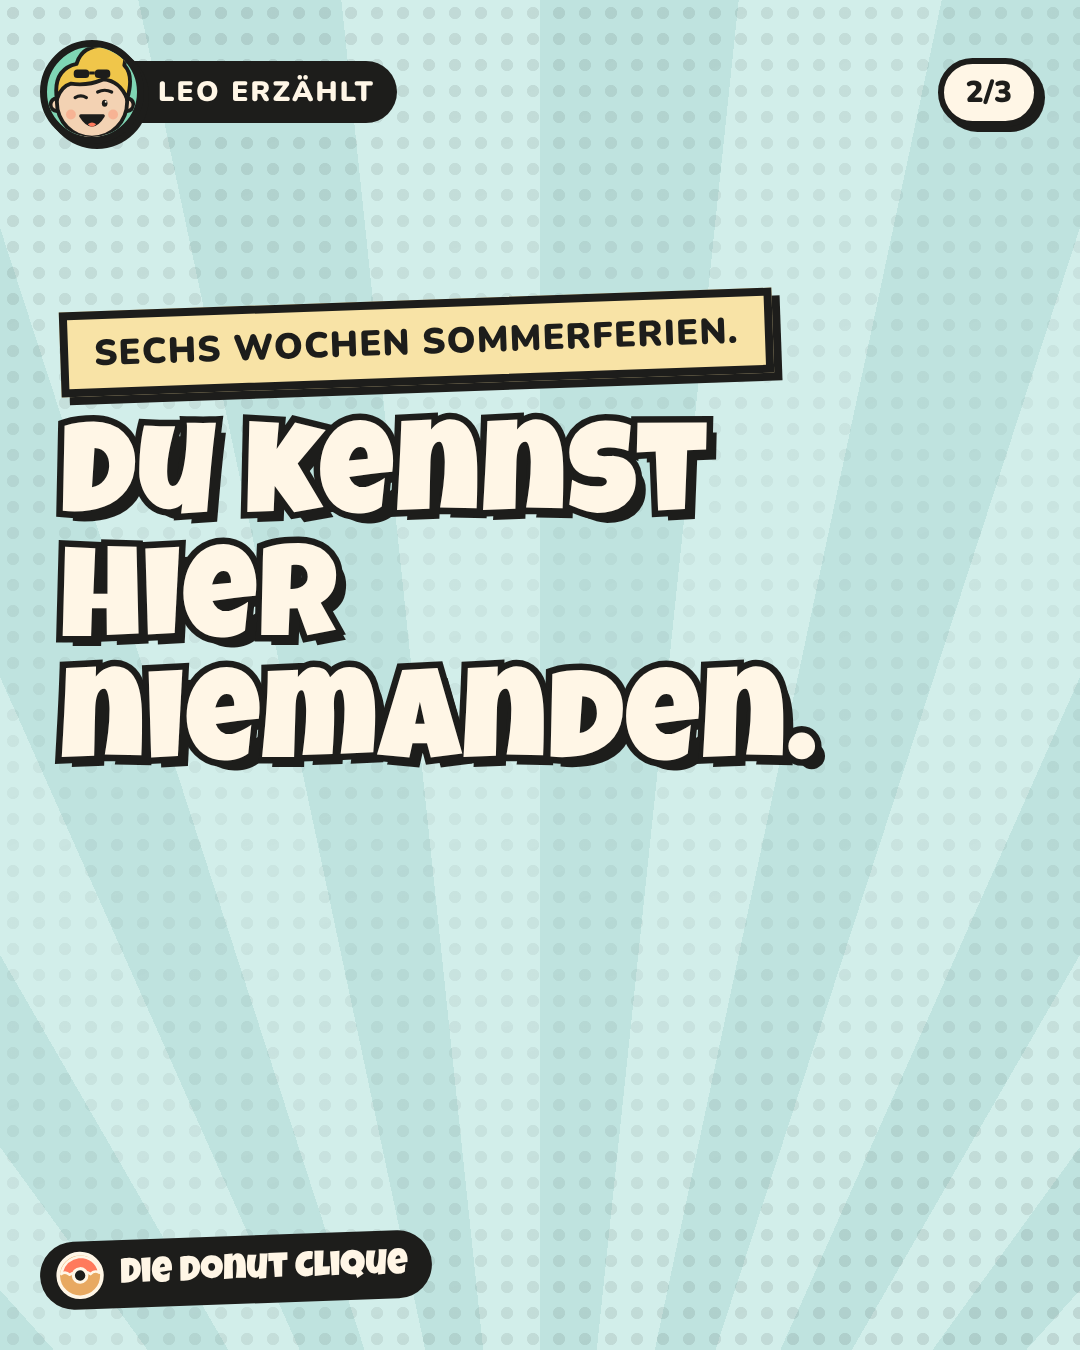 LEO ERZÄHLT
2/3
SECHS WOCHEN SOMMERFERIEN.
DU KENNST
HIER
NIEMANDEN.
DIE DONUT CLIQUE